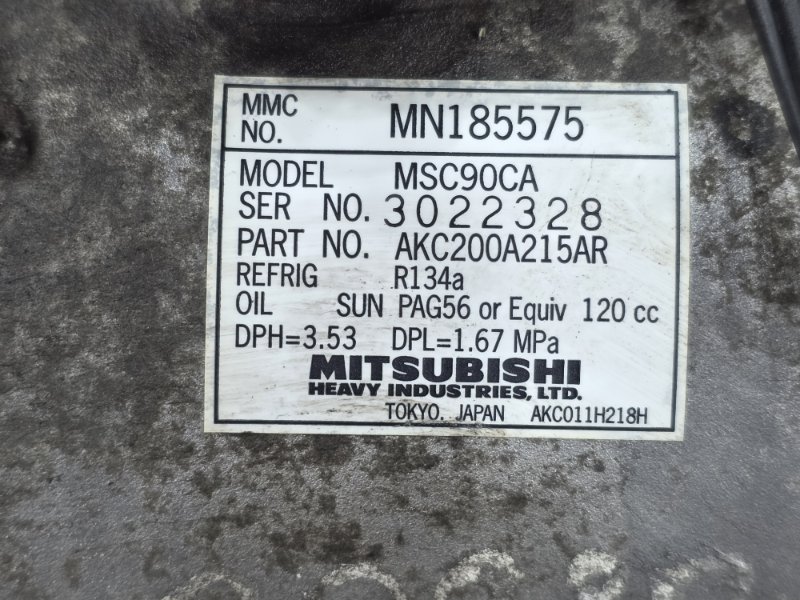 MMC NO. MN185575
MODEL MSC90CA
SER NO. 3022328
PART NO. AKC200A215AR
REFRIG R134a
OIL SUN PAG56 or Equiv 120 cc
DPH=3.53 DPL=1.67 MPa
MITSUBISHI
HEAVY INDUSTRIES, LTD.
TOKYO. JAPAN AKC011H218H